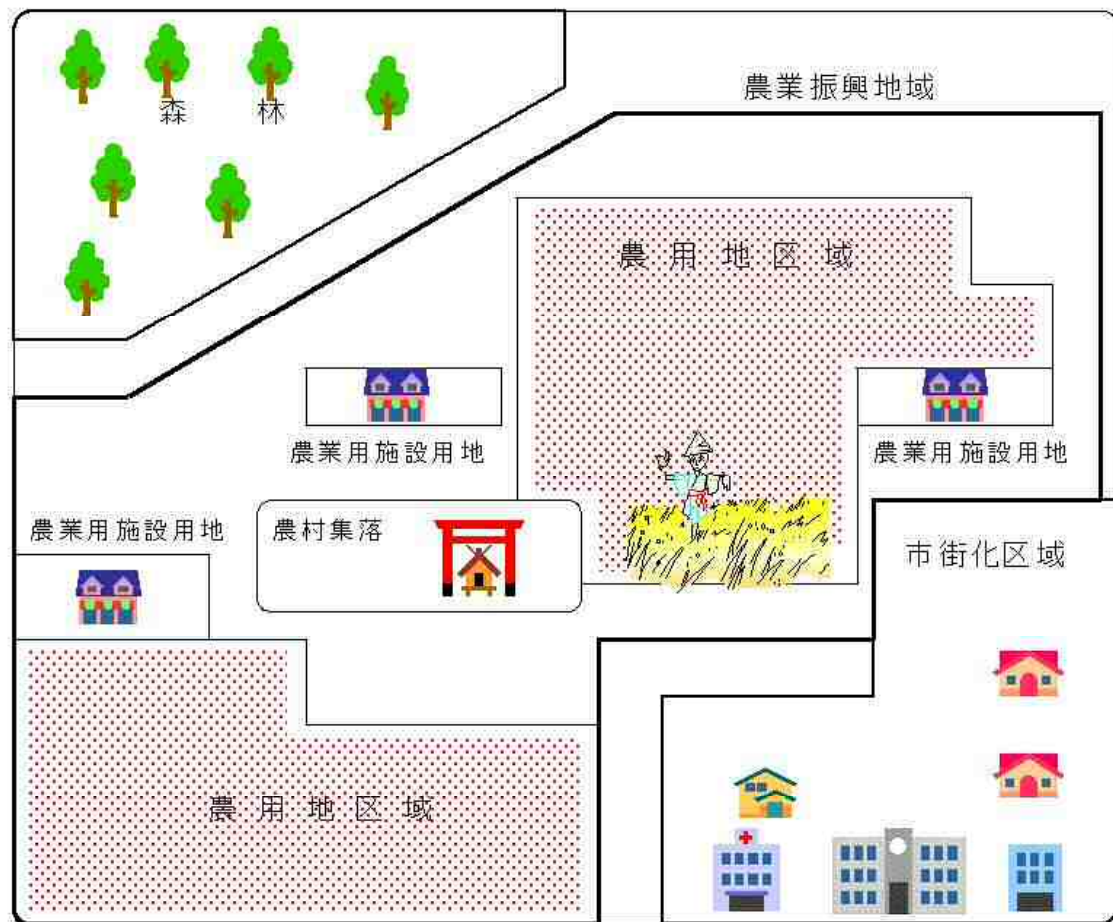 農業振興地域
森林
農用地区域
農業用施設用地
農業用施設用地
農業用施設用地
農村集落
市街化区域
農用地区域